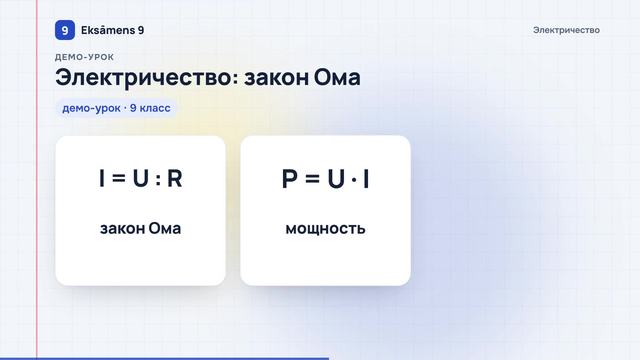 9 Eksāmens 9
Электричество
ДЕМО-УРОК
Электричество: закон Ома
демо-урок · 9 класс
I = U : R
закон Ома
P = U · I
мощность